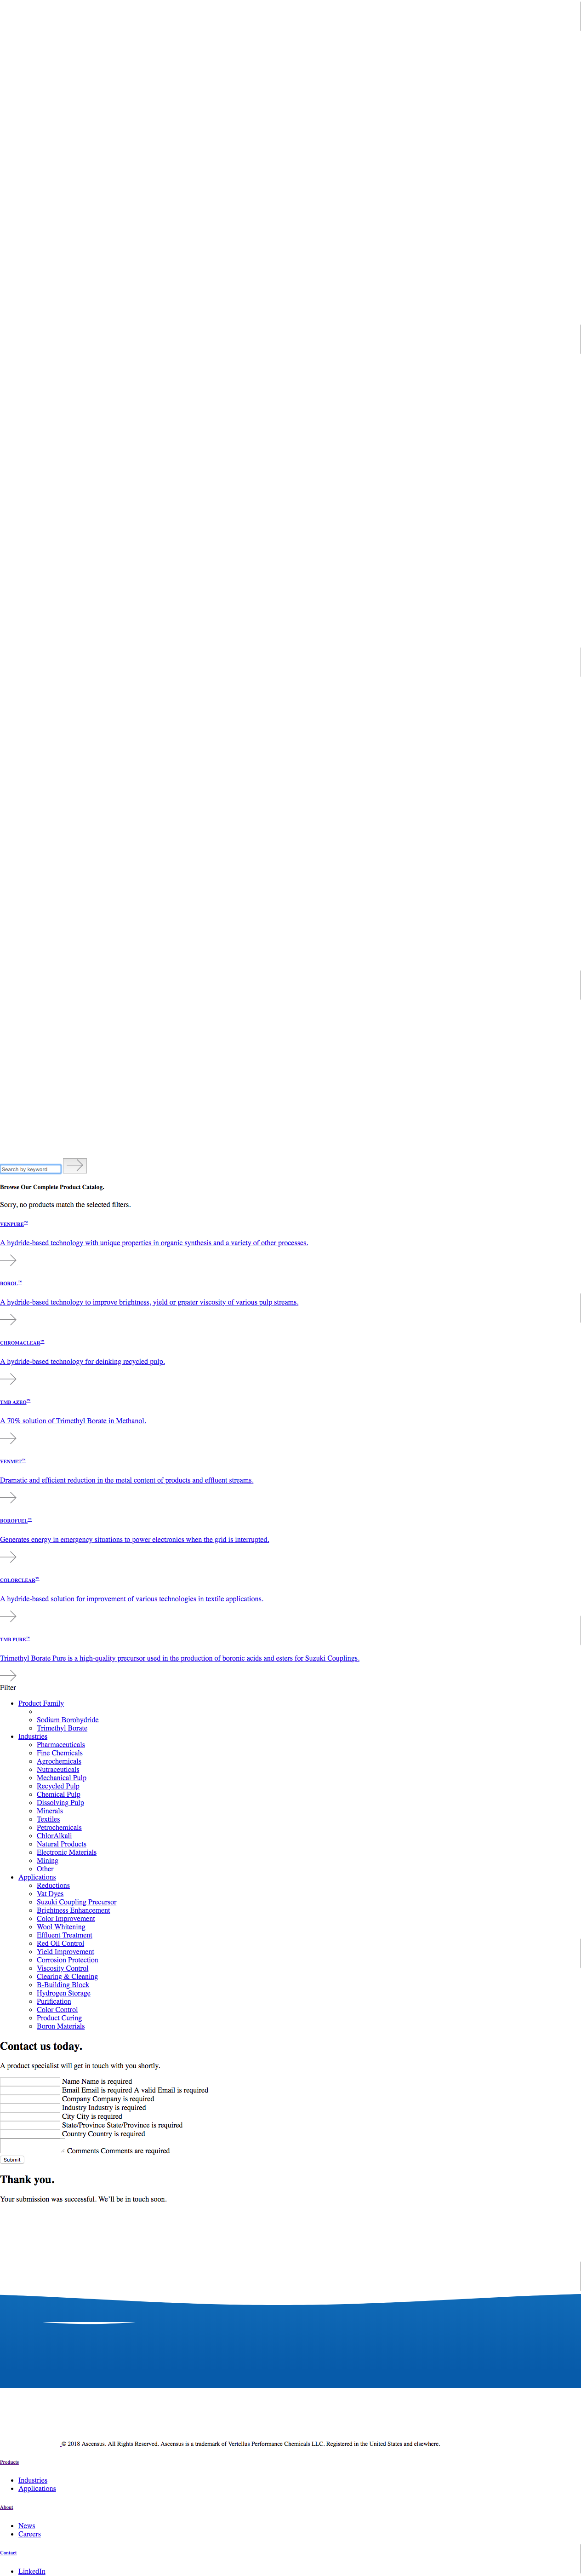 Search by keyword
Browse Our Complete Product Catalog.
Sorry, no products match the selected filters.
VENPURE™
A hydride-based technology with unique properties in organic synthesis and a variety of other processes.
BOROL™
A hydride-based technology to improve brightness, yield or greater viscosity of various pulp streams.
CHROMACLEAR™
A hydride-based technology for deinking recycled pulp.
TMB AZEO™
A 70% solution of Trimethyl Borate in Methanol.
VENMET™
Dramatic and efficient reduction in the metal content of products and effluent streams.
BOROFUEL™
Generates energy in emergency situations to power electronics when the grid is interrupted.
COLORCLEAR™
A hydride-based solution for improvement of various technologies in textile applications.
TMB PURE™
Trimethyl Borate Pure is a high-quality precursor used in the production of boronic acids and esters for Suzuki Couplings.
Filter
Product Family
Sodium Borohydride
Trimethyl Borate
Industries
Pharmaceuticals
Fine Chemicals
Agrochemicals
Nutraceuticals
Mechanical Pulp
Recycled Pulp
Chemical Pulp
Dissolving Pulp
Minerals
Textiles
Petrochemicals
ChlorAlkali
Natural Products
Electronic Materials
Mining
Other
Applications
Reductions
Vat Dyes
Suzuki Coupling Precursor
Brightness Enhancement
Color Improvement
Wool Whitening
Effluent Treatment
Red Oil Control
Yield Improvement
Corrosion Protection
Viscosity Control
Clearing & Cleaning
B-Building Block
Hydrogen Storage
Purification
Color Control
Product Curing
Boron Materials
Contact us today.
A product specialist will get in touch with you shortly.
Name Name is required
Email Email is required A valid Email is required
Company Company is required
Industry Industry is required
City City is required
State/Province State/Province is required
Country Country is required
Comments Comments are required
Submit
Thank you.
Your submission was successful. We'll be in touch soon.
© 2018 Ascensus. All Rights Reserved. Ascensus is a trademark of Vertellus Performance Chemicals LLC. Registered in the United States and elsewhere.
Products
Industries
Applications
About
News
Careers
Contact
LinkedIn